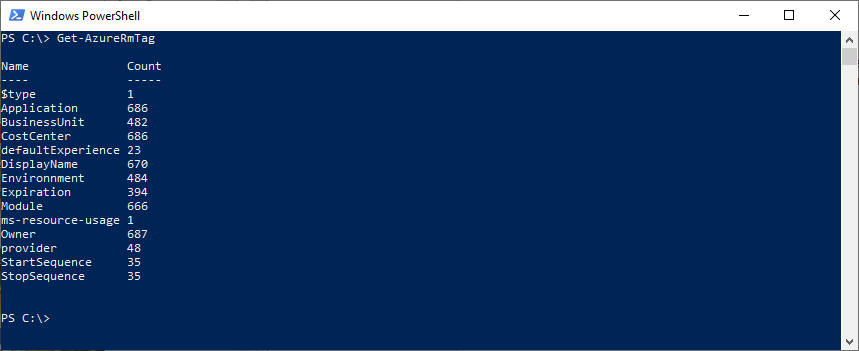 Windows PowerShell
PS C:\> Get-AzureRmTag
Name Count
---- -----
$type 1
Application 686
BusinessUnit 482
CostCenter 686
defaultExperience 23
DisplayName 670
Environnment 484
Expiration 394
Module 666
ms-resource-usage 1
Owner 687
provider 48
StartSequence 35
StopSequence 35
PS C:\>